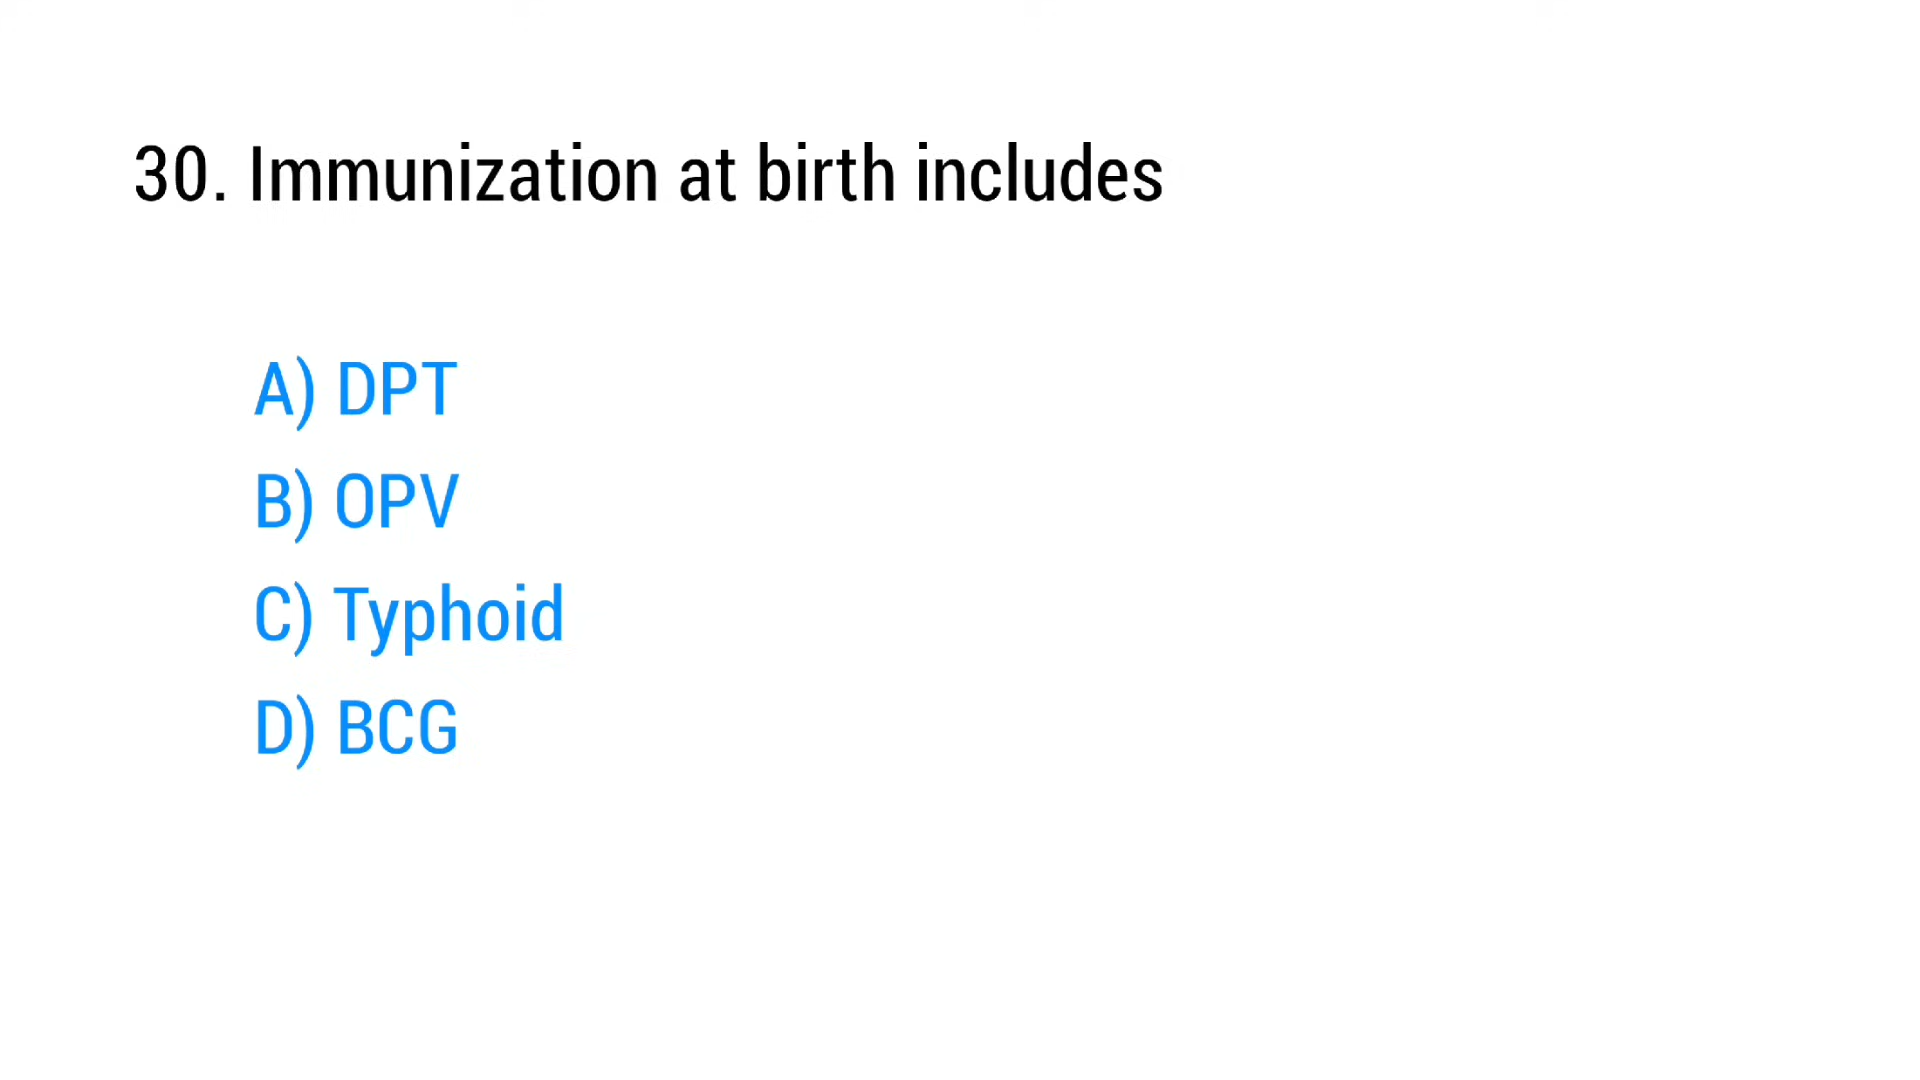 30. Immunization at birth includes
A) DPT
B) OPV
C) Typhoid
D) BCG